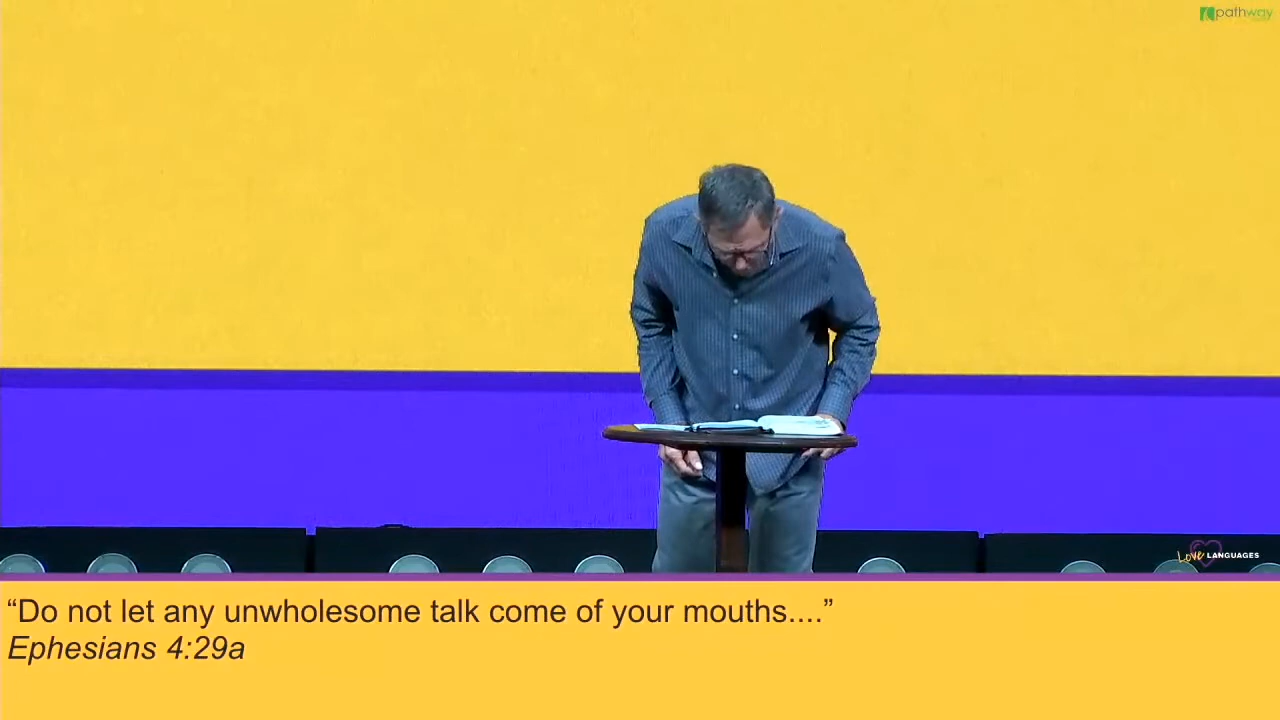 pathway
Love LANGUAGES
“Do not let any unwholesome talk come of your mouths....”
Ephesians 4:29a